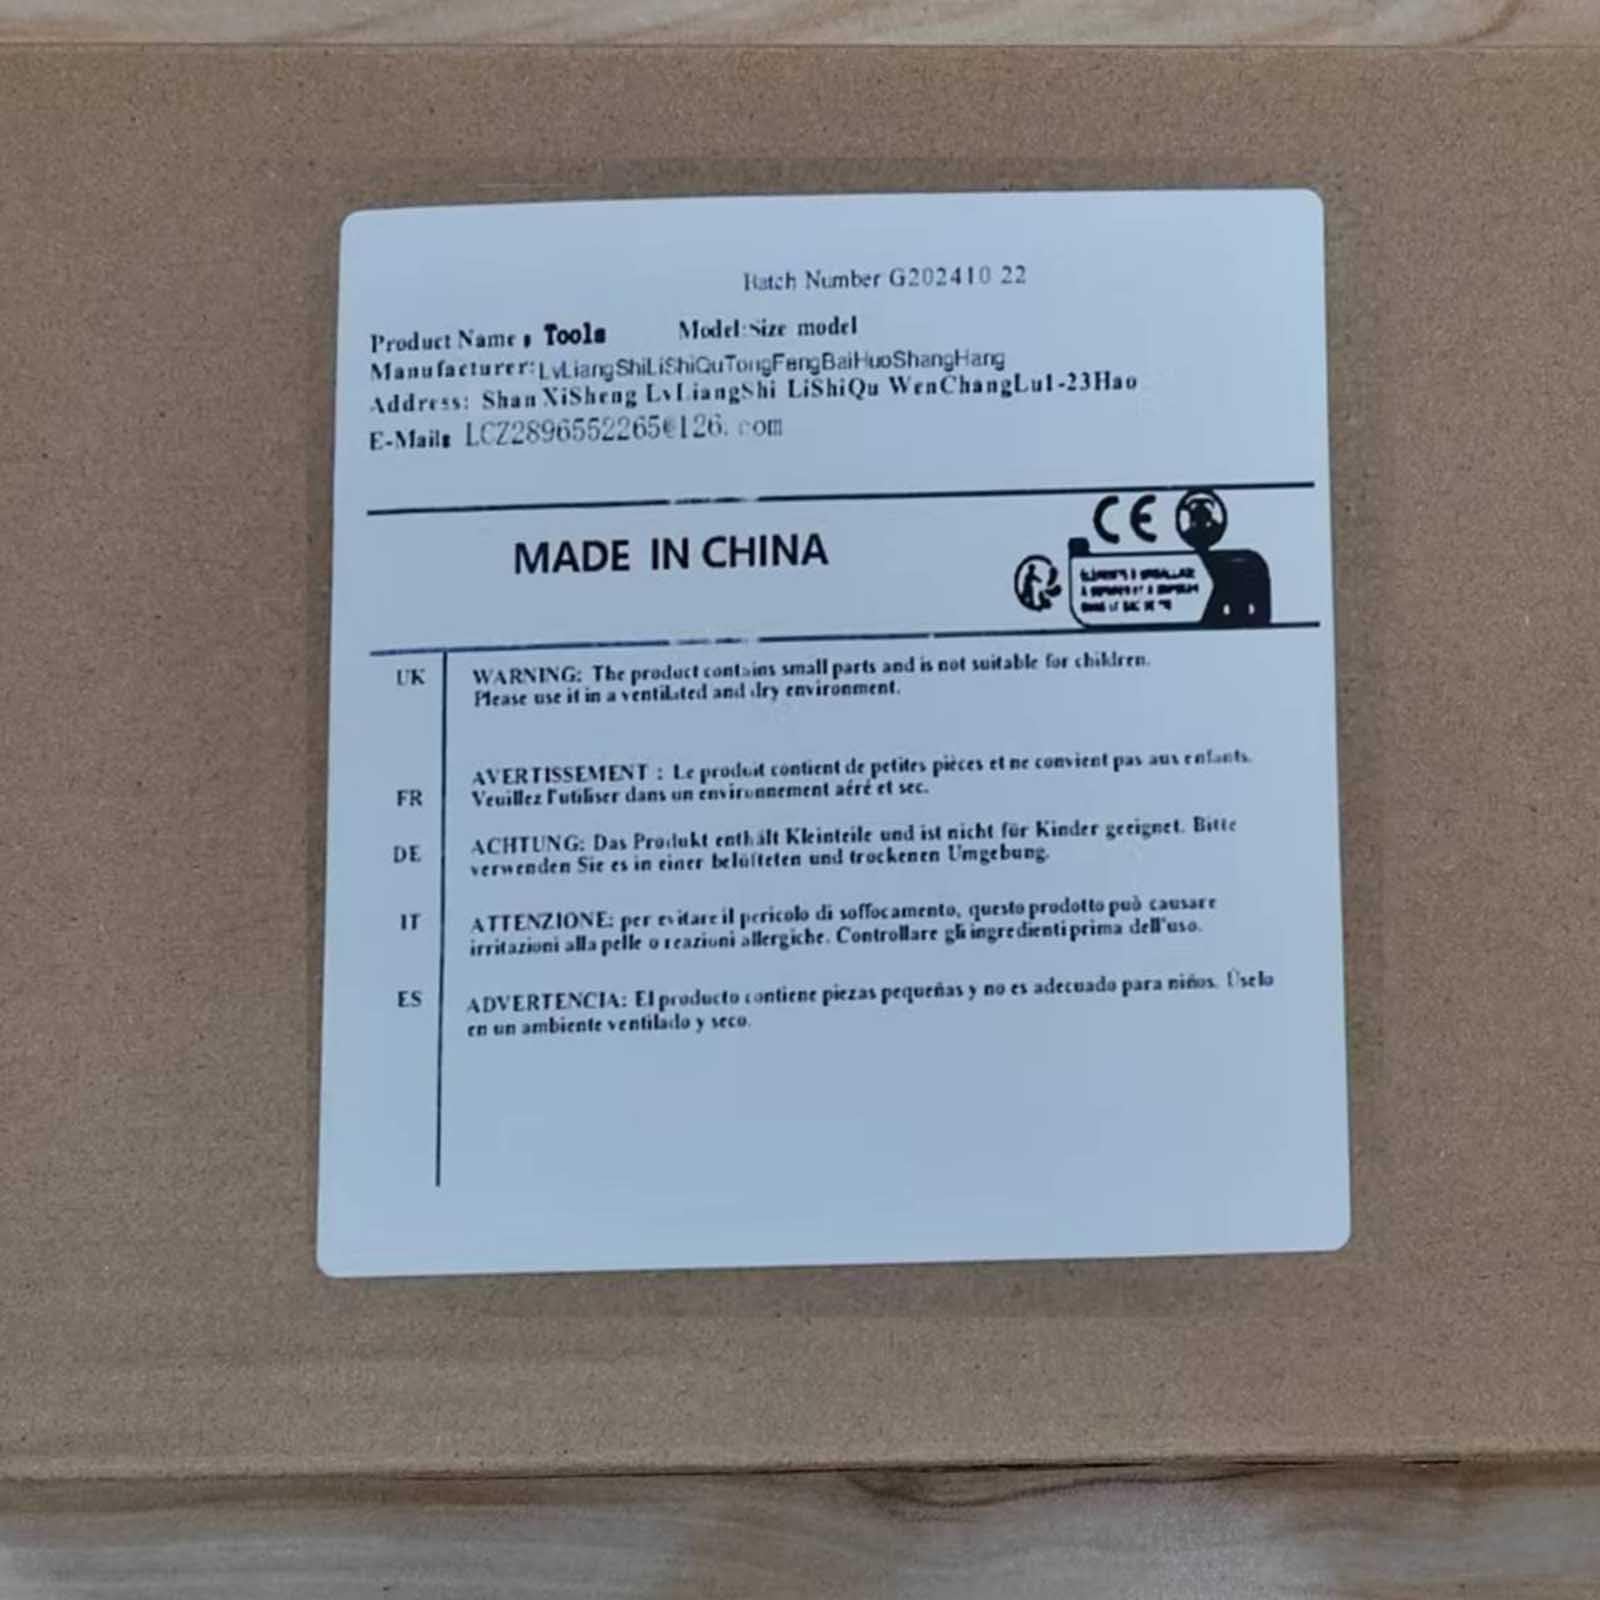 Batch Number G202410 22
Product Name: Tools Model:Size model
Manufacturer:LvLiangShiLiShiQuTongFengBaiHuoShangHang
Address: ShanXiSheng LvLiangShi LiShiQu WenChangLu1-23Hao
E-Mail: LCZ2896552265@126.com
CE
MADE IN CHINA
UK WARNING: The product contains small parts and is not suitable for children.
Please use it in a ventilated and dry environment.
AVERTISSEMENT : Le produit contient de petites pièces et ne convient pas aux enfants.
FR Veuillez l'utiliser dans un environnement aéré et sec.
DE ACHTUNG: Das Produkt enthält Kleinteile und ist nicht für Kinder geeignet. Bitte
verwenden Sie es in einer belüfteten und trockenen Umgebung.
IT ATTENZIONE: per evitare il pericolo di soffocamento, questo prodotto può causare
irritazioni alla pelle o reazioni allergiche. Controllare gli ingredienti prima dell'uso.
ES ADVERTENCIA: El producto contiene piezas pequeñas y no es adecuado para niños. Úselo
en un ambiente ventilado y seco.